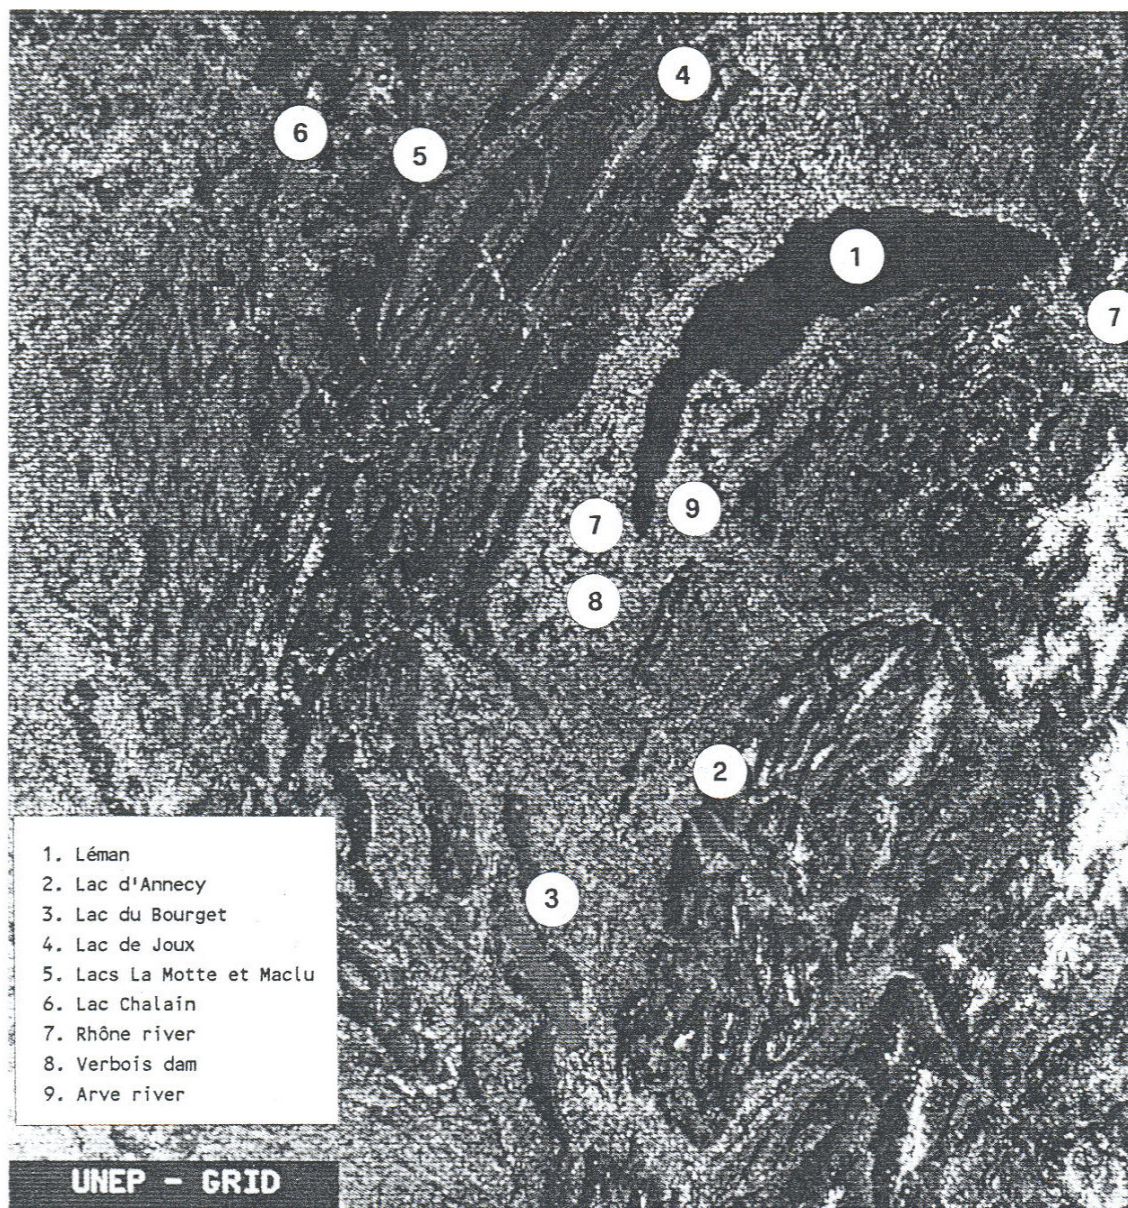 4
6
5
1
7
7
9
8
2
3
1. Léman
2. Lac d'Annecy
3. Lac du Bourget
4. Lac de Joux
5. Lacs La Motte et Maclu
6. Lac Chalain
7. Rhône river
8. Verbois dam
9. Arve river
UNEP - GRID